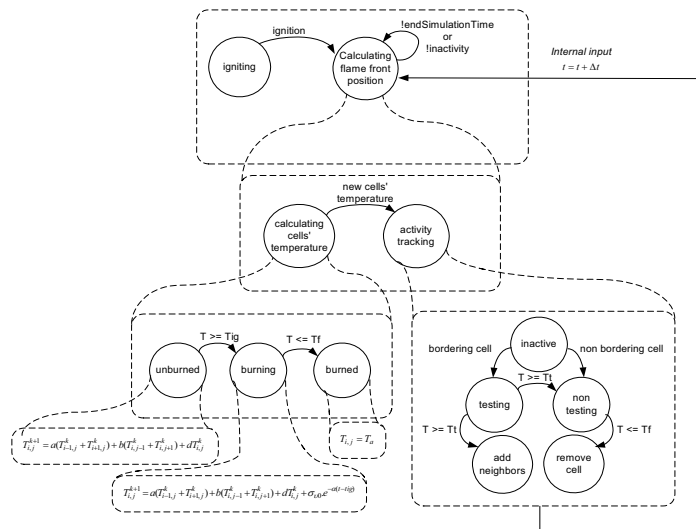 ignition
!endSimulationTime
or
!inactivity
igniting
Calculating
flame front
position
Internal input
t = t + Δt
new cells'
temperature
calculating
cells'
temperature
activity
tracking
T >= Tig
T <= Tf
unburned
burning
burned
inactive
bordering cell
non bordering cell
T >= Tt
testing
non
testing
T >= Tt
T <= Tf
add
neighbors
remove
cell
T_{i,j}^{k+1} = a(T_{i-1,j}^k + T_{i+1,j}^k) + b(T_{i,j-1}^k + T_{i,j+1}^k) + dT_{i,j}^k
T_{i,j} = T_a
T_{i,j}^{k+1} = a(T_{i-1,j}^k + T_{i+1,j}^k) + b(T_{i,j-1}^k + T_{i,j+1}^k) + dT_{i,j}^k + σ_{v0}.e^{-α(t-tig)}